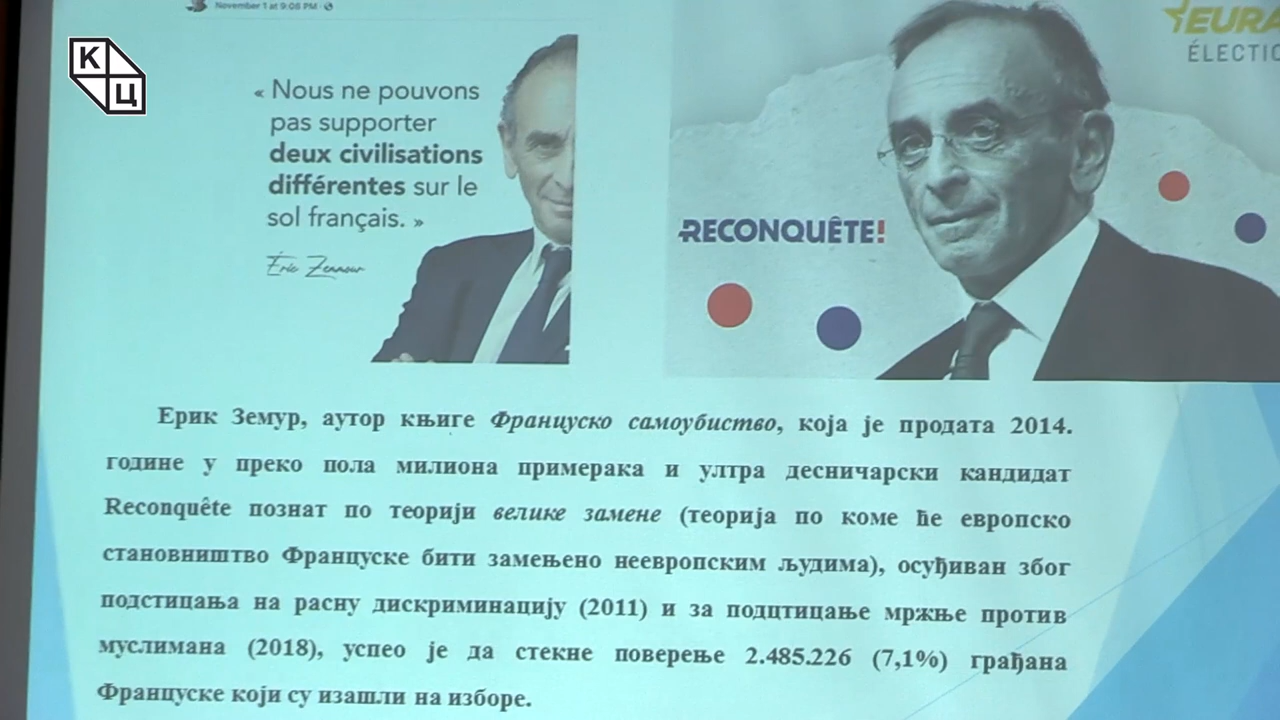 November 1 at 9:08 PM
К
Ц
« Nous ne pouvons
pas supporter
deux civilisations
différentes sur le
sol français. »
Éric Zemmour
RECONQUÊTE!
EURA
ÉLECTIO
Ерик Земур, аутор књиге Француско самоубиство, која је продата 2014.
године у преко пола милиона примерака и ултра десничарски кандидат
Reconquête познат по теорији велике замене (теорија по коме ће европско
становништво Француске бити замењено неевропским људима), осуђиван због
подстицања на расну дискриминацију (2011) и за подцтицање мржње против
муслимана (2018), успео је да стекне поверење 2.485.226 (7,1%) грађана
Француске који су изашли на изборе.